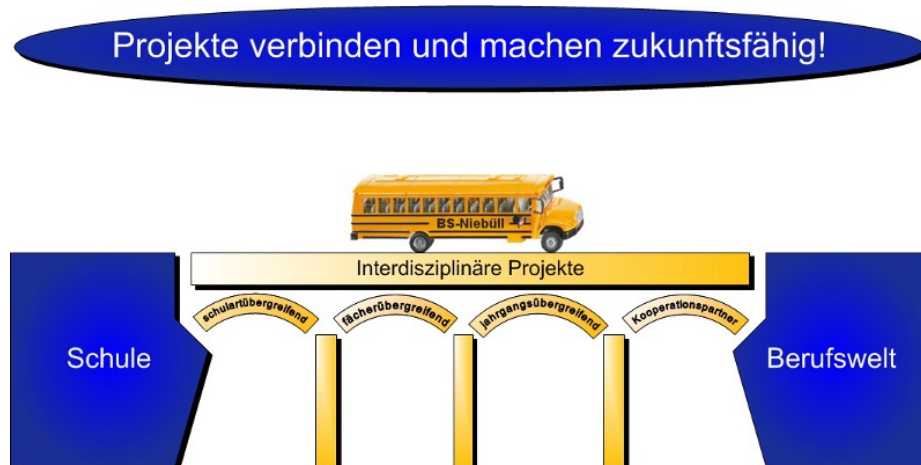 Projekte verbinden und machen zukunftsfähig!
BS-Niebüll
Interdisziplinäre Projekte
schulartübergreifend
fächerübergreifend
jahrgangsübergreifend
Kooperationspartner
Schule
Berufswelt